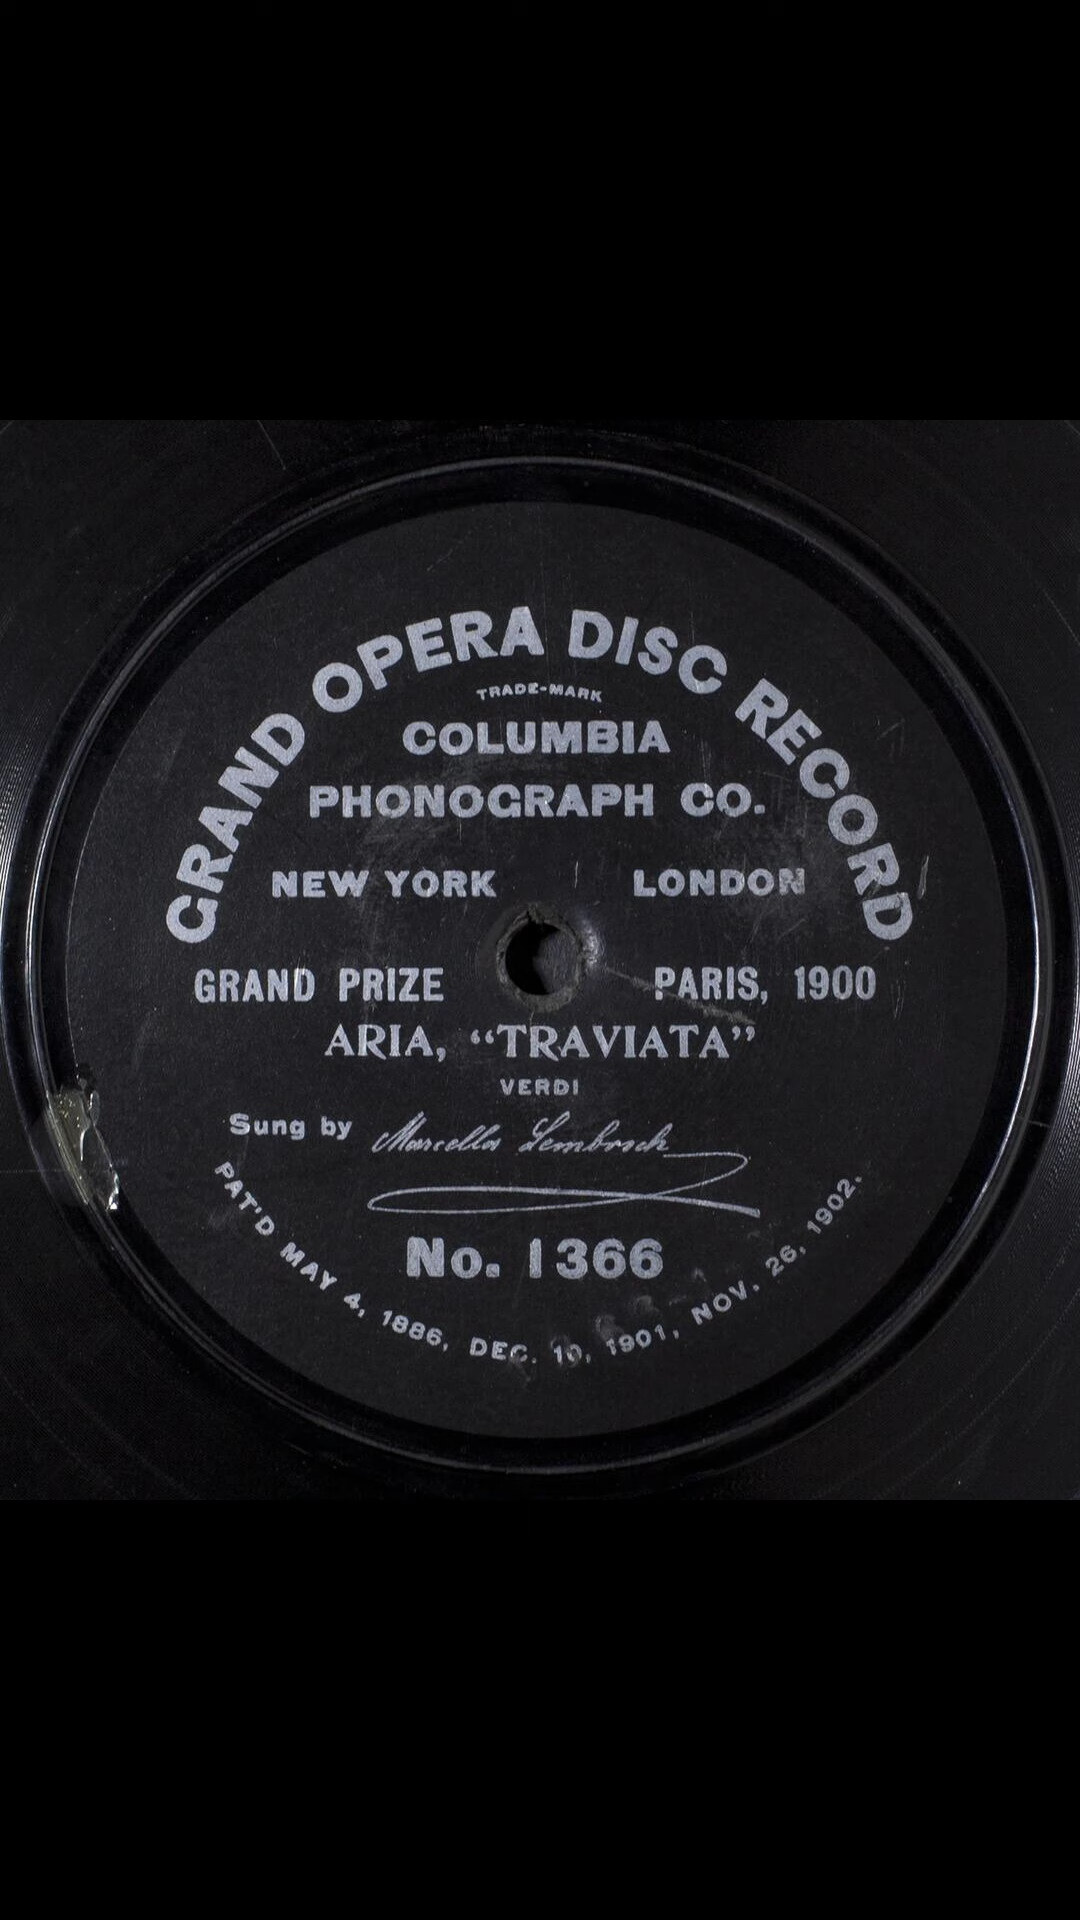 GRAND OPERA DISC RECORD
TRADE-MARK
COLUMBIA
PHONOGRAPH CO.
NEW YORK LONDON
GRAND PRIZE PARIS, 1900
ARIA, “TRAVIATA”
VERDI
Sung by Marcella Sembrich
No. 1366
PAT'D MAY 4, 1886, DEC. 10, 1901, NOV. 26, 1902.